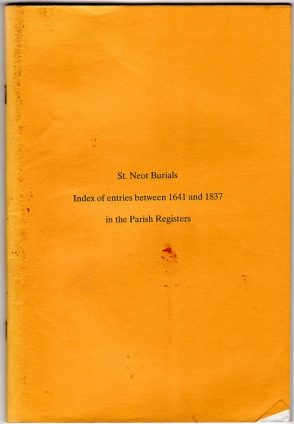 St. Neot Burials
Index of entries between 1641 and 1837
in the Parish Registers